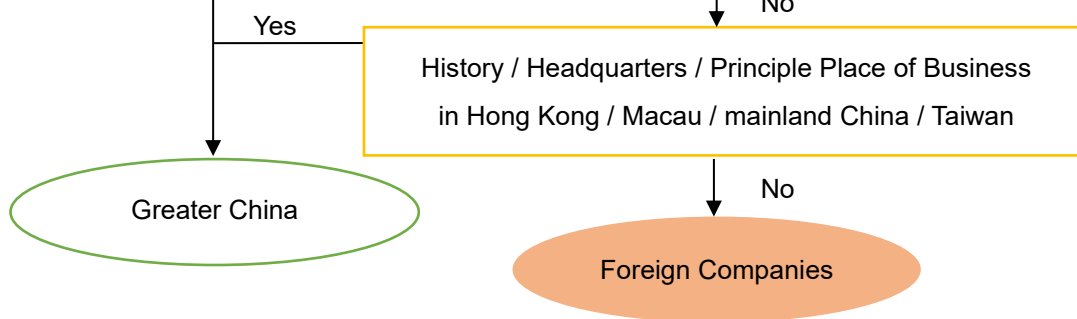 No
Yes
History / Headquarters / Principle Place of Business
in Hong Kong / Macau / mainland China / Taiwan
No
Greater China
Foreign Companies